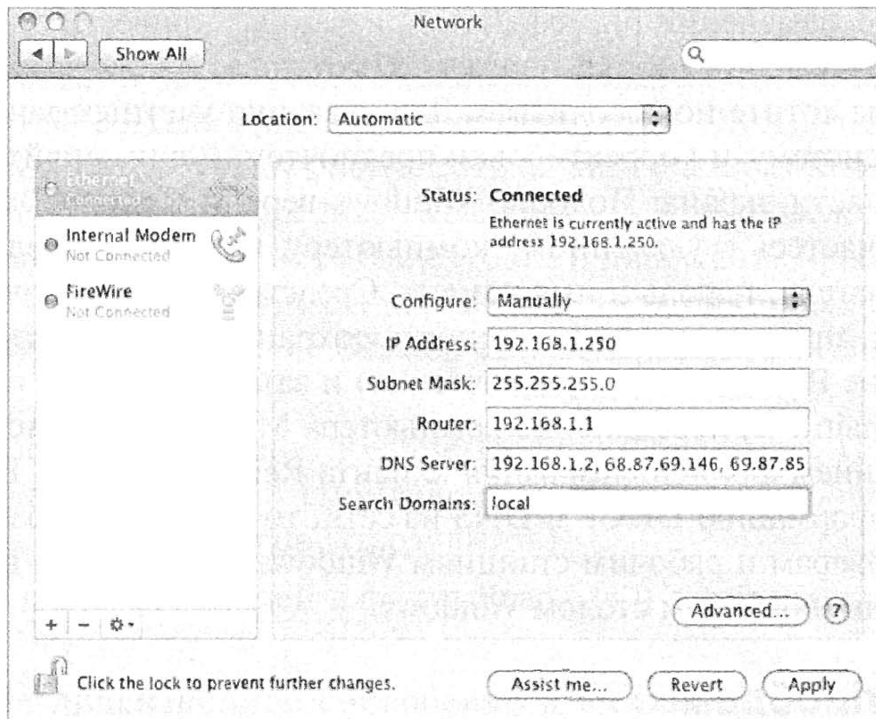 Network
Show All
Location: Automatic
Ethernet
Connected
Internal Modem
Not Connected
FireWire
Not Connected
Status: Connected
Ethernet is currently active and has the IP
address 192.168.1.250.
Configure: Manually
IP Address: 192.168.1.250
Subnet Mask: 255.255.255.0
Router: 192.168.1.1
DNS Server: 192.168.1.2, 68.87.69.146, 69.87.85
Search Domains: local
Advanced... ?
Click the lock to prevent further changes.
Assist me... Revert Apply